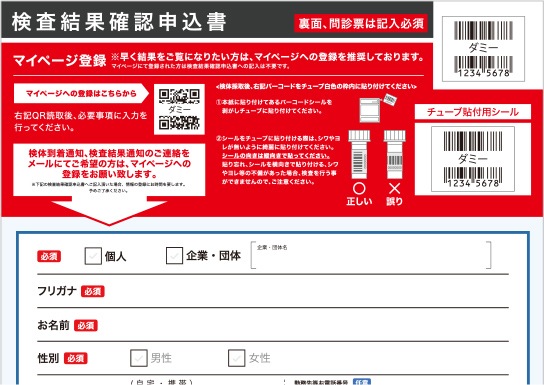 検査結果確認申込書
裏面、問診票は記入必須
ダミー
12345678
マイページ登録
※早く結果をご覧になりたい方は、マイページへの登録を推奨しております。
マイページにて登録された方は検査結果確認申込書への記入は不要です。
マイページへの登録はこちらから
ダミー
右記QR読取後、必要事項に入力を
行ってください。
検体到着通知、検査結果通知のご連絡を
メールにてご希望の方は、マイページへの
登録をお願い致します。
※下記の検査結果確認申込書へご記入頂いた場合、情報の登録にお時間を要します。
予めご了承ください。
<検体採取後、右記バーコードをチューブ白色の枠内に貼り付けてください>
①本紙に貼り付けてあるバーコードシールを
剥がしチューブに貼り付けてください。
②シールをチューブに貼り付ける際は、シワやヨ
レが無いように綺麗に貼り付てください。
シールの向きは横向きで貼ってください。
貼り忘れ、シールを横向きで貼り付ける、シワ
やヨレ等の不備があった場合、検査を行う事
ができませんので、ご注意ください。
正しい
誤り
チューブ貼付用シール
ダミー
12345678
必須
個人
企業・団体
企業・団体名
フリガナ 必須
お名前 必須
性別 必須
男性
女性
(自宅・携帯)
勤務先等お電話番号 任意